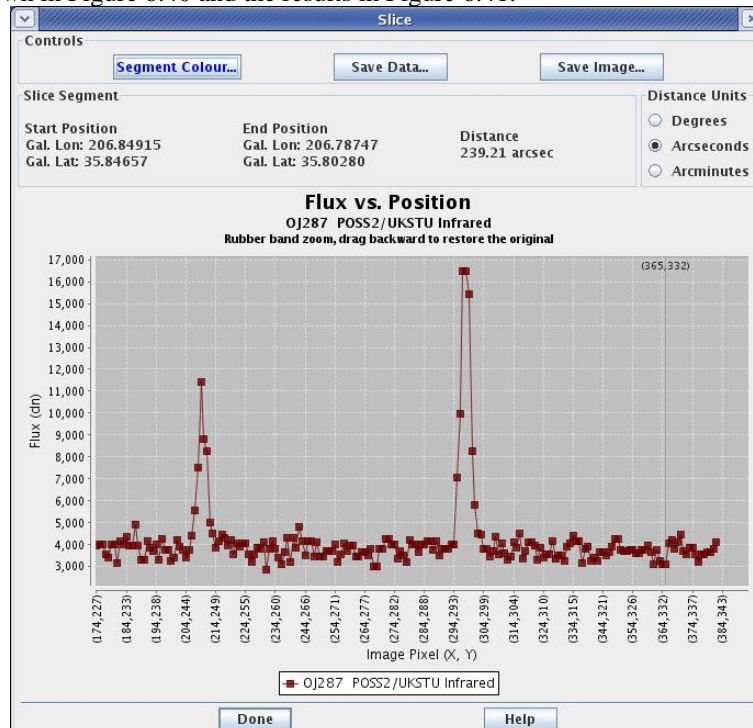 Slice
Controls
Segment Colour...
Save Data...
Save Image...
Slice Segment
Start Position
Gal. Lon: 206.84915
Gal. Lat: 35.84657
End Position
Gal. Lon: 206.78747
Gal. Lat: 35.80280
Distance
239.21 arcsec
Distance Units
Degrees
Arcseconds
Arcminutes
Flux vs. Position
OJ287 POSS2/UKSTU Infrared
Rubber band zoom, drag backward to restore the original
(365,332)
17,000
16,000
15,000
14,000
13,000
12,000
11,000
10,000
9,000
8,000
7,000
6,000
5,000
4,000
3,000
Flux (dn)
(174,227)
(184,233)
(194,238)
(204,244)
(214,249)
(224,255)
(234,260)
(244,266)
(254,271)
(264,277)
(274,282)
(284,288)
(294,293)
(304,299)
(314,304)
(324,310)
(334,315)
(344,321)
(354,326)
(364,332)
(374,337)
(384,343)
Image Pixel (X, Y)
OJ287 POSS2/UKSTU Infrared
Done
Help